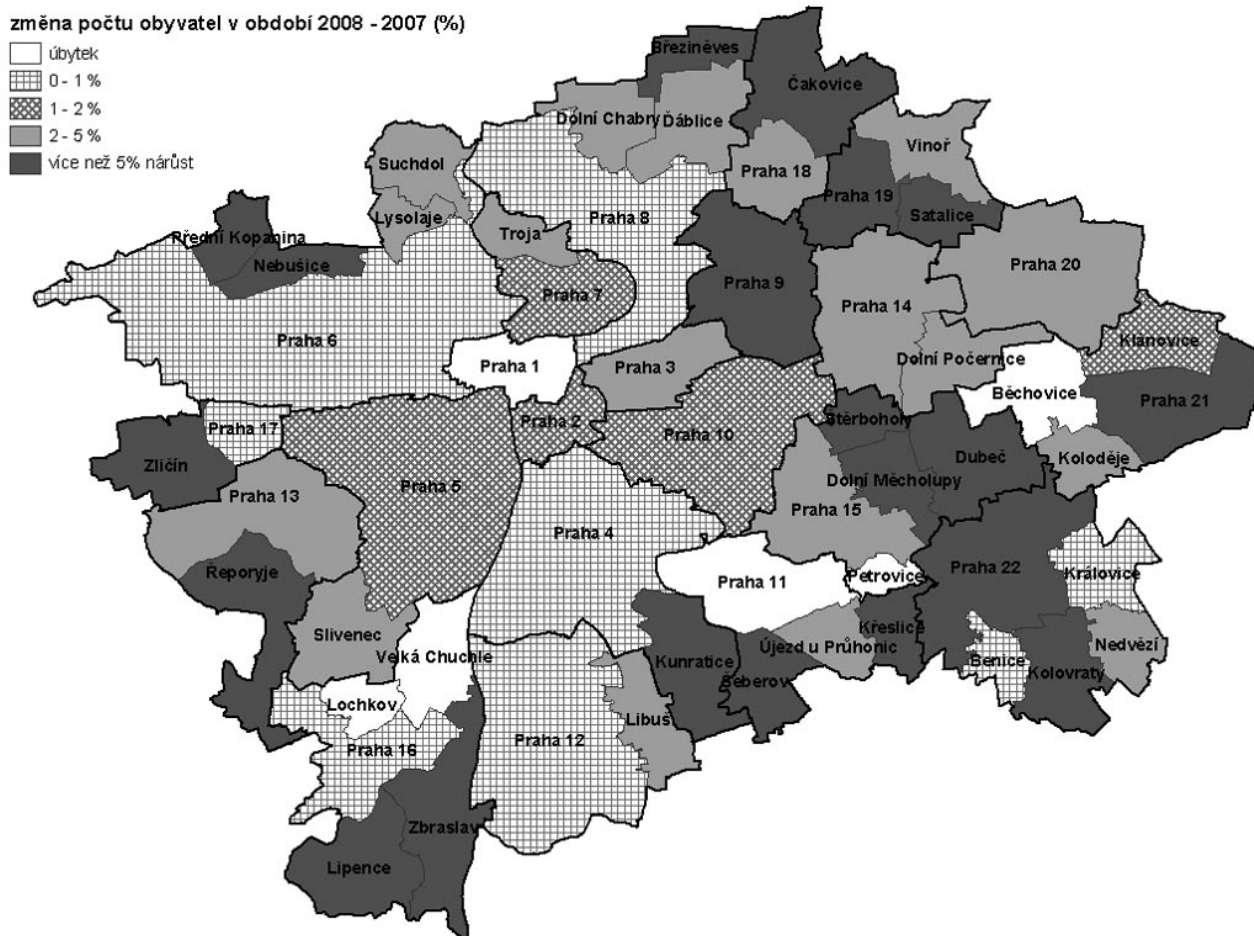 změna počtu obyvatel v období 2008 - 2007 (%)
úbytek
0 - 1 %
1 - 2 %
2 - 5 %
více než 5% nárůst
Březiněves
Čakovice
Dolní Chabry
Ďáblice
Vinoř
Suchdol
Praha 18
Praha 19
Lysolaje
Praha 8
Satalice
Troja
Přední Kopanina
Nebušice
Praha 20
Praha 9
Praha 7
Praha 14
Praha 6
Klánovice
Dolní Počernice
Praha 1
Praha 3
Běchovice
Praha 21
Praha 2
Štěrboholy
Praha 17
Praha 10
Dubeč
Koloděje
Zličín
Dolní Měcholupy
Praha 5
Praha 13
Praha 15
Praha 4
Praha 22
Řeporyje
Praha 11
Petrovice
Královice
Křeslice
Slivenec
Újezd u Průhonic
Nedvězí
Velká Chuchle
Kunratice
Benice
Kolovraty
Šeberov
Lochkov
Libuš
Praha 12
Praha 16
Zbraslav
Lipence